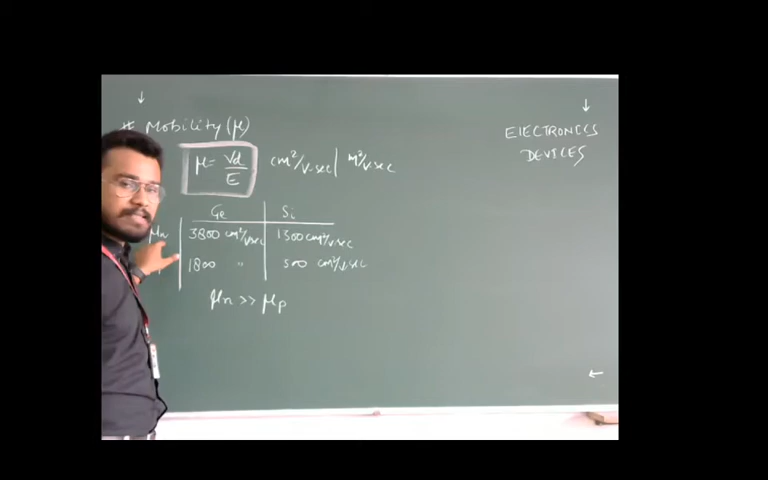 # Mobility (μ)
μ = Vd/E cm²/v.sec | m²/v.sec
Ge Si
μn 3800 cm²/v.sec 1300 cm²/v.sec
1800 " 500 cm²/v.sec
μn >> μp
ElECTRONICS
DEVICES